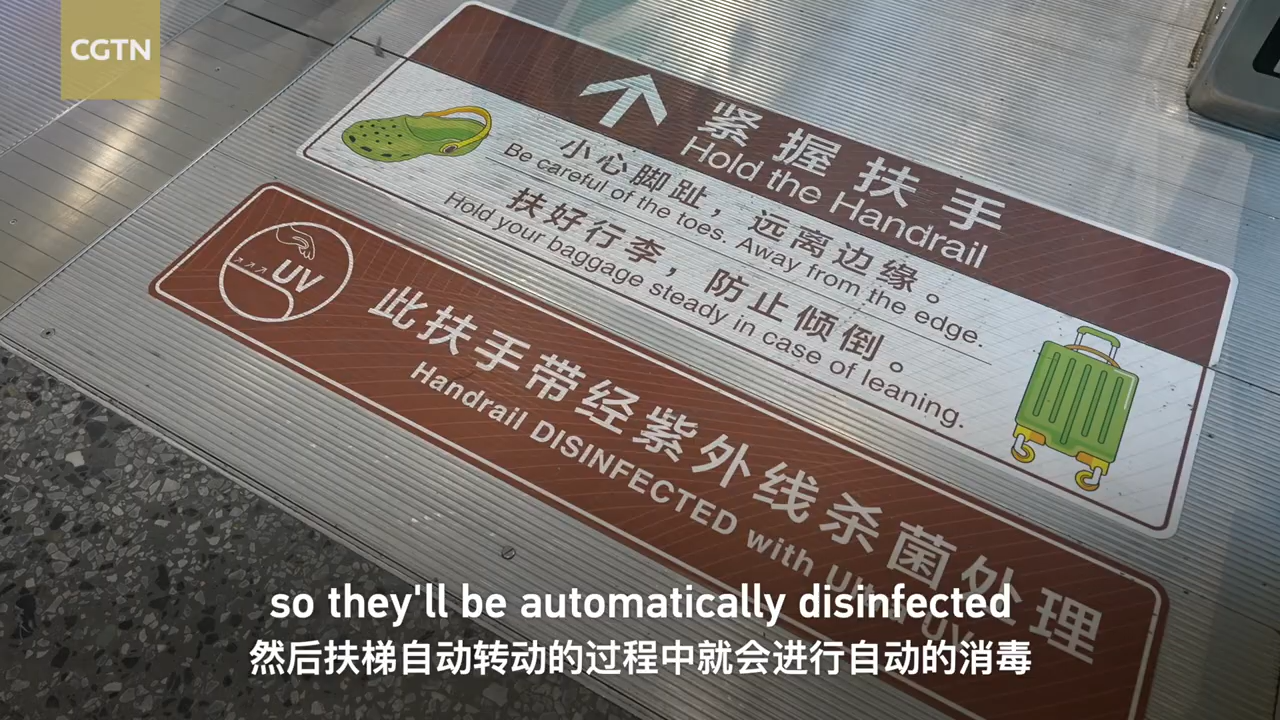 CGTN
紧握扶手
Hold the Handrail
小心脚趾，远离边缘。
Be careful of the toes. Away from the edge.
扶好行李，防止倾倒。
Hold your baggage steady in case of leaning.
UV
此扶手带经紫外线杀菌处理
Handrail DISINFECTED with Ultra UV
so they'll be automatically disinfected
然后扶梯自动转动的过程中就会进行自动的消毒